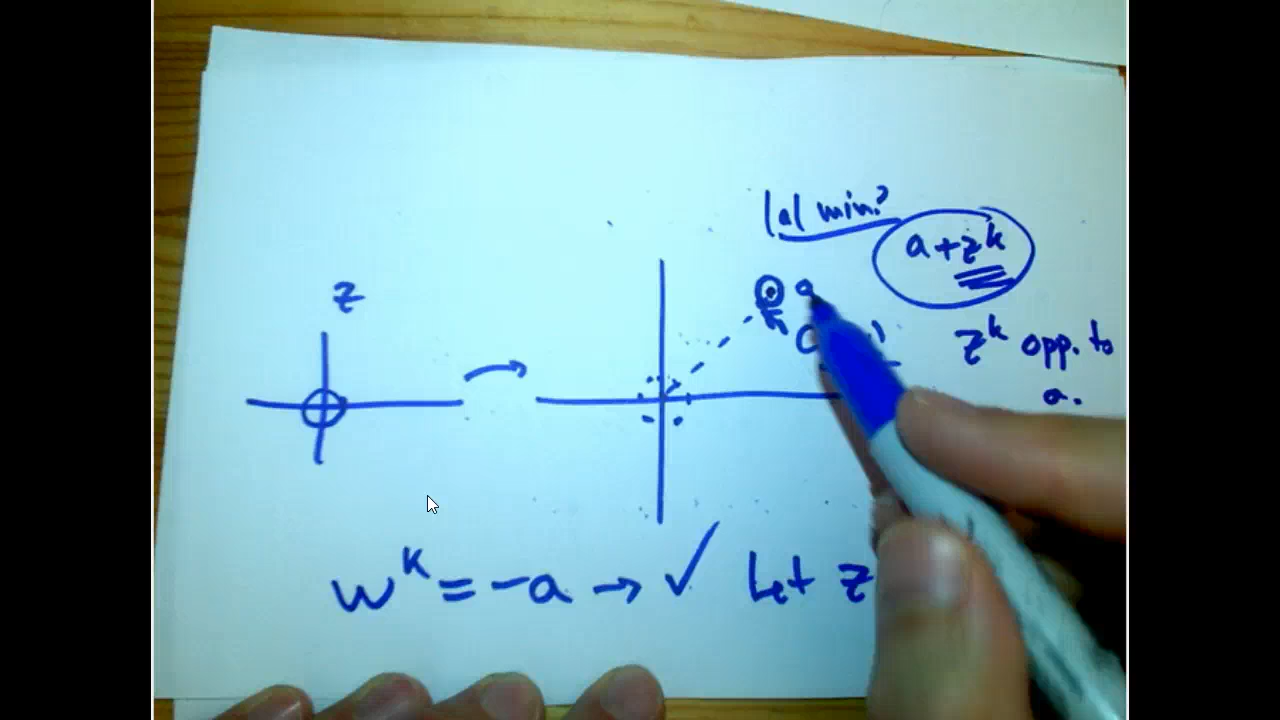 |a| min?
a+z^k
z
a
z^k opp. to
a.
w^k = -a → ✓ Let z